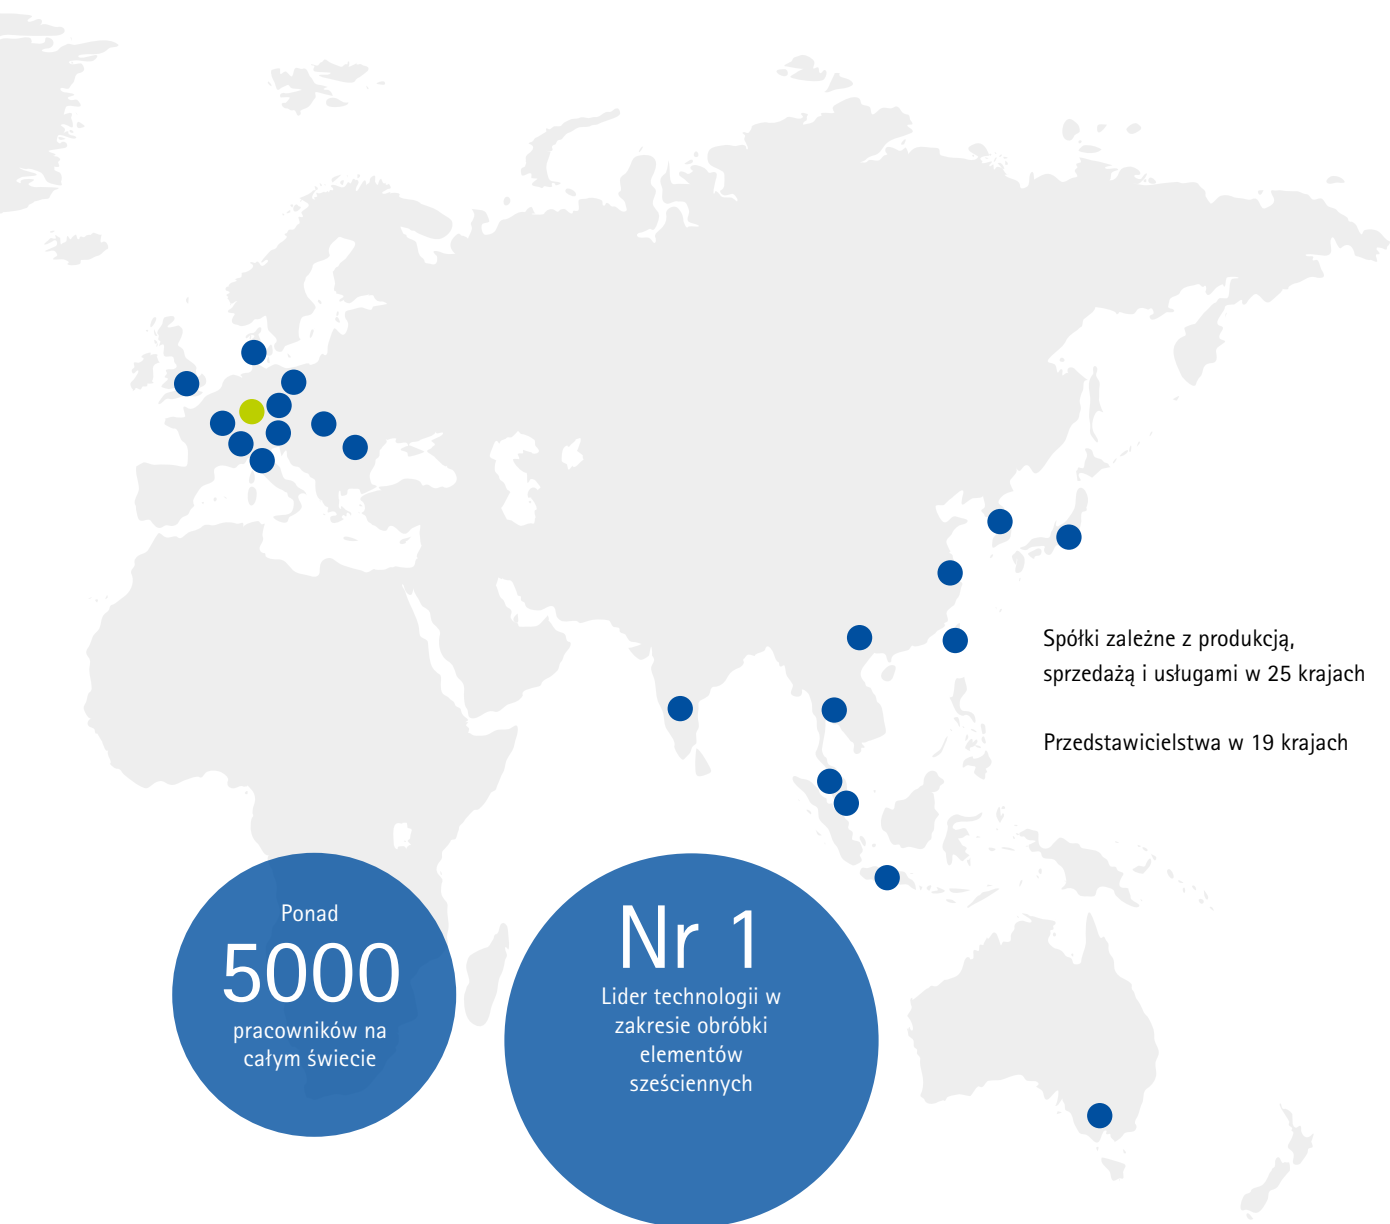 Spółki zależne z produkcją,
sprzedażą i usługami w 25 krajach
Przedstawicielstwa w 19 krajach
Ponad
5000
pracowników na
całym świecie
Nr 1
Lider technologii w
zakresie obróbki
elementów
sześciennych